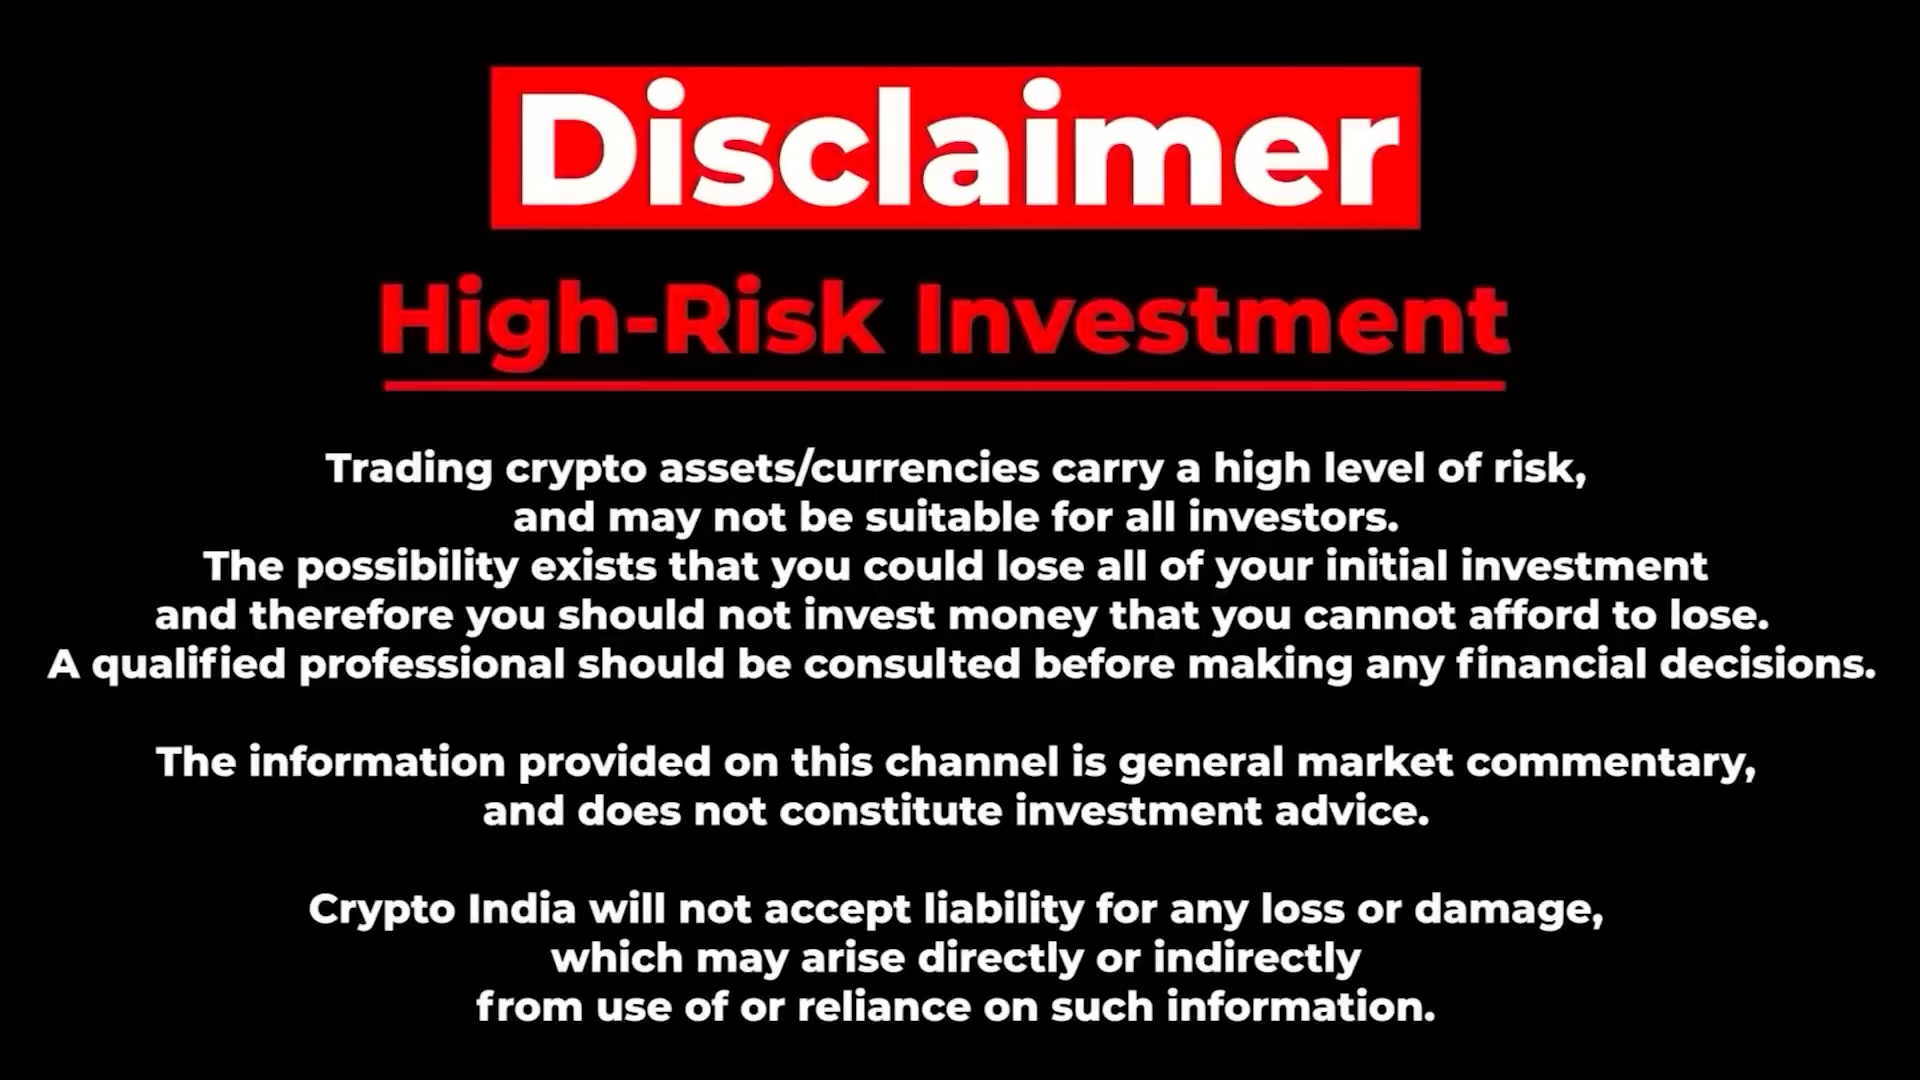 Disclaimer
High-Risk Investment
Trading crypto assets/currencies carry a high level of risk,
and may not be suitable for all investors.
The possibility exists that you could lose all of your initial investment
and therefore you should not invest money that you cannot afford to lose.
A qualified professional should be consulted before making any financial decisions.
The information provided on this channel is general market commentary,
and does not constitute investment advice.
Crypto India will not accept liability for any loss or damage,
which may arise directly or indirectly
from use of or reliance on such information.